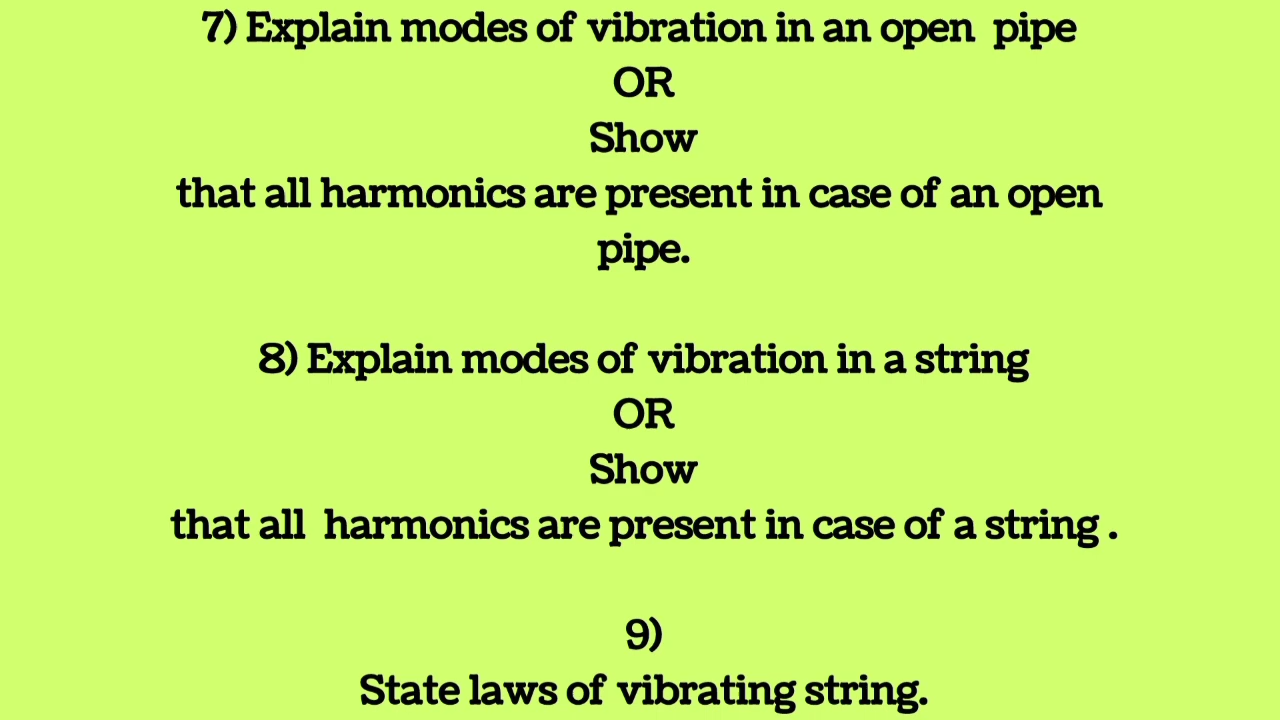 7) Explain modes of vibration in an open pipe
OR
Show
that all harmonics are present in case of an open
pipe.
8) Explain modes of vibration in a string
OR
Show
that all harmonics are present in case of a string .
9)
State laws of vibrating string.